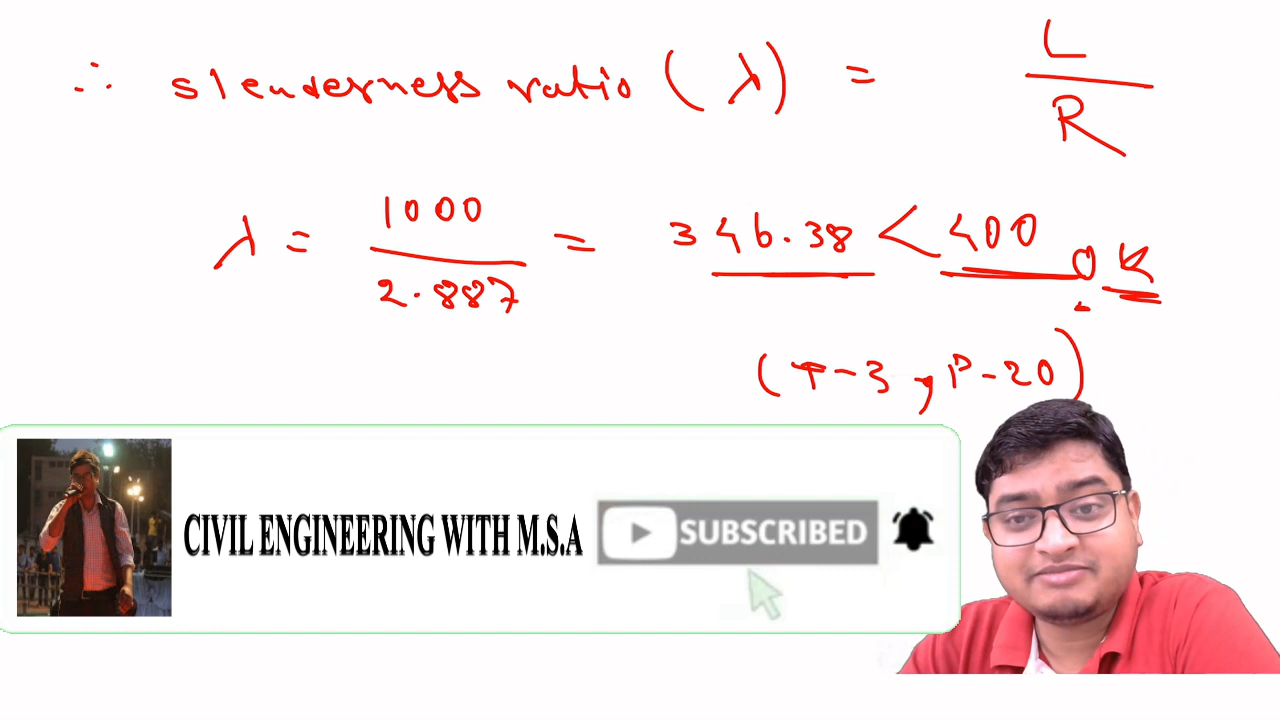 ∴ slenderness ratio (λ) = L / R
λ = 1000 / 2.887 = 346.38 < 400 OK
(T-3, P-20)
CIVIL ENGINEERING WITH M.S.A SUBSCRIBED